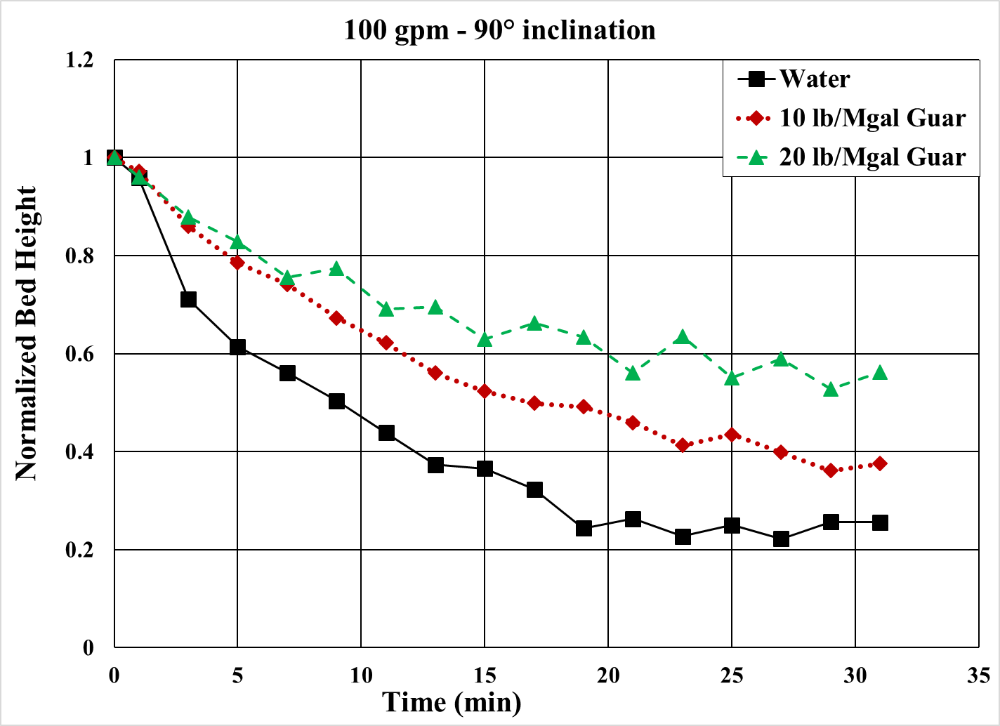 100 gpm - 90° inclination
Water
10 lb/Mgal Guar
20 lb/Mgal Guar
Normalized Bed Height
1.2
1
0.8
0.6
0.4
0.2
0
0 5 10 15 20 25 30 35
Time (min)